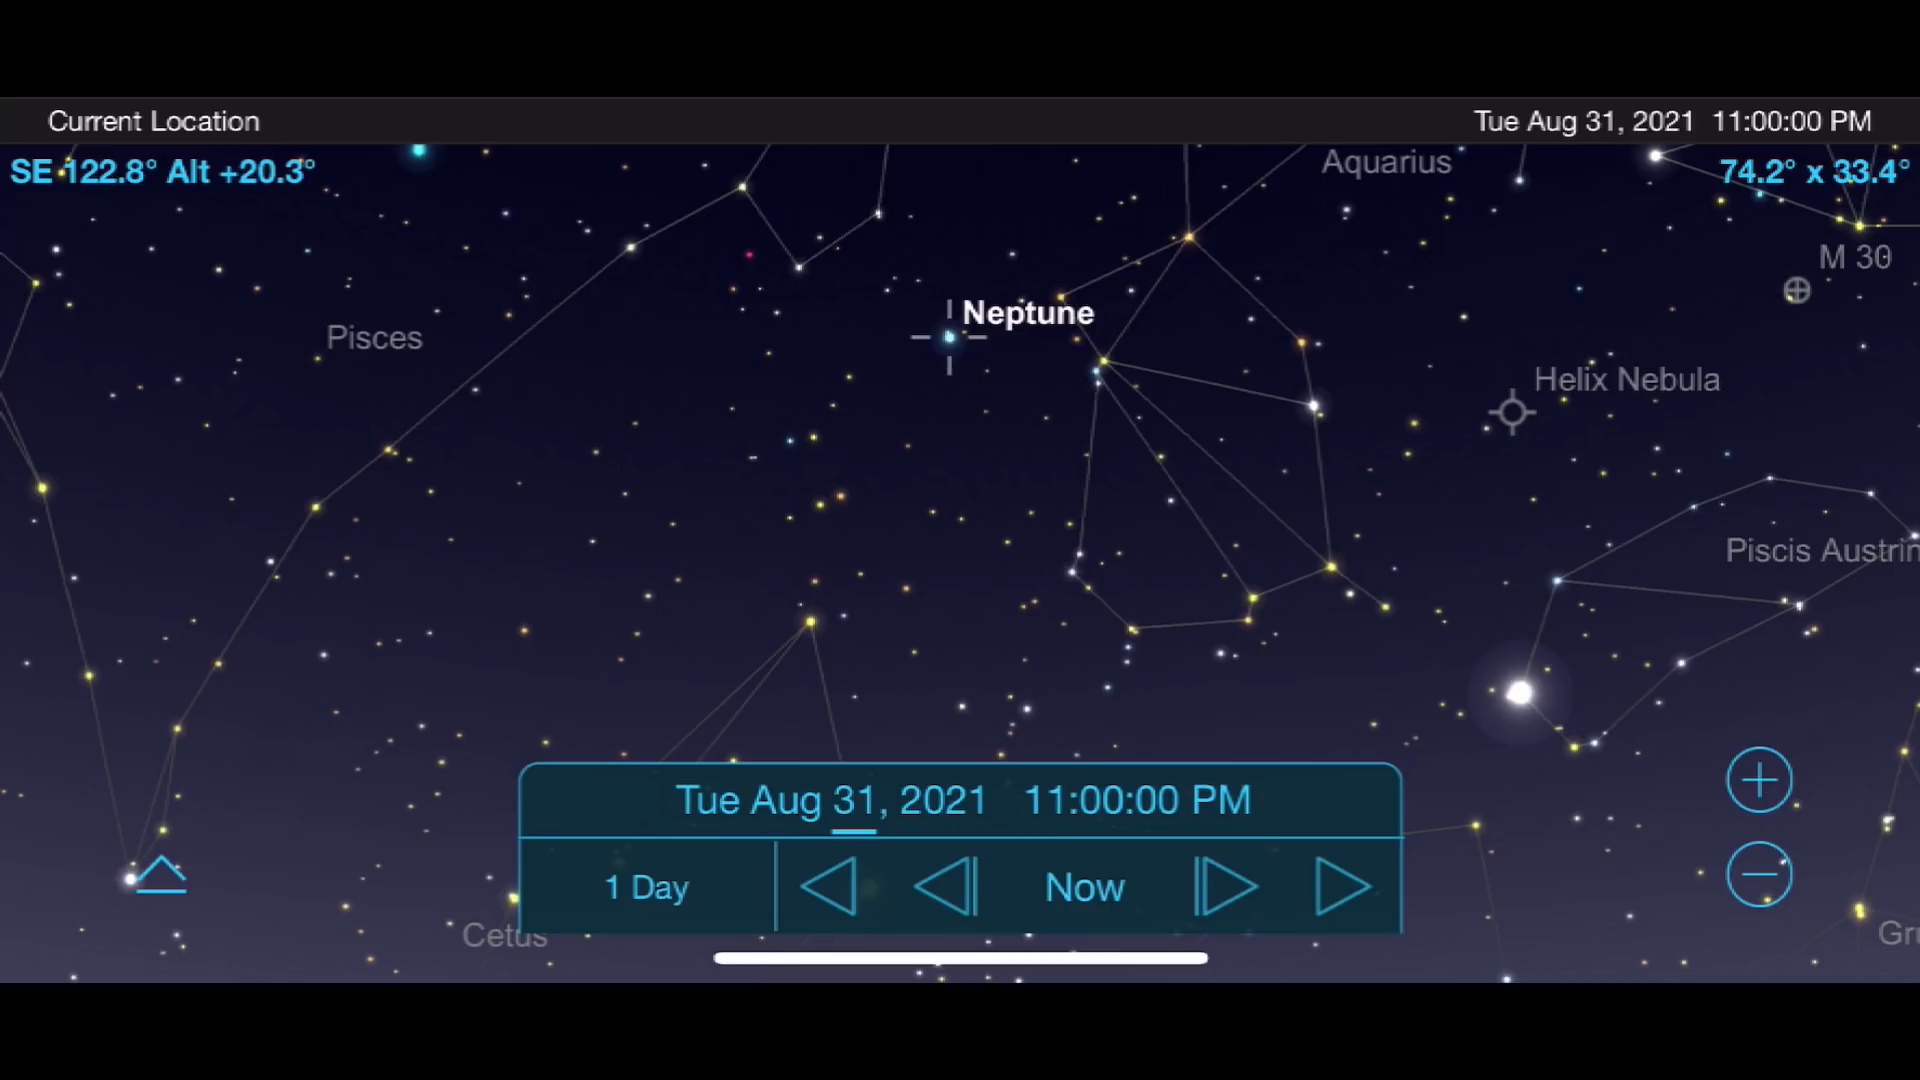 Current Location
Tue Aug 31, 2021 11:00:00 PM
SE 122.8° Alt +20.3°
Aquarius
74.2° x 33.4°
M 30
Neptune
Pisces
Helix Nebula
Piscis Austrin
Tue Aug 31, 2021 11:00:00 PM
1 Day
Now
Cetus
Gru